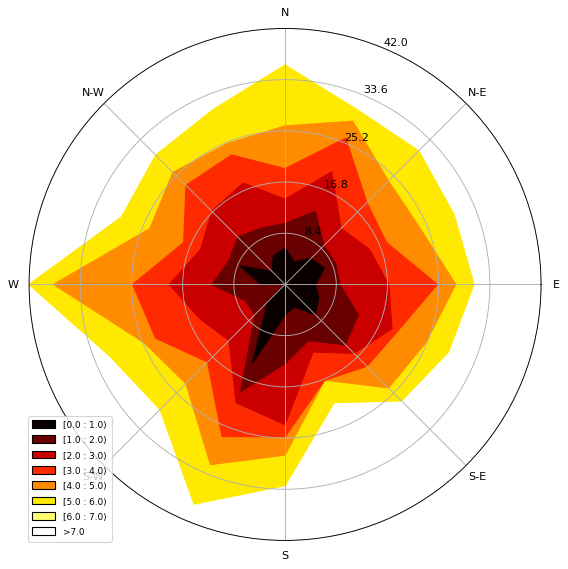 N
42.0
N-W
33.6
N-E
25.2
16.8
8.4
W
E
[0.0 : 1.0)
[1.0 : 2.0)
[2.0 : 3.0)
[3.0 : 4.0)
[4.0 : 5.0)
[5.0 : 6.0)
[6.0 : 7.0)
>7.0
S-W
S-E
S